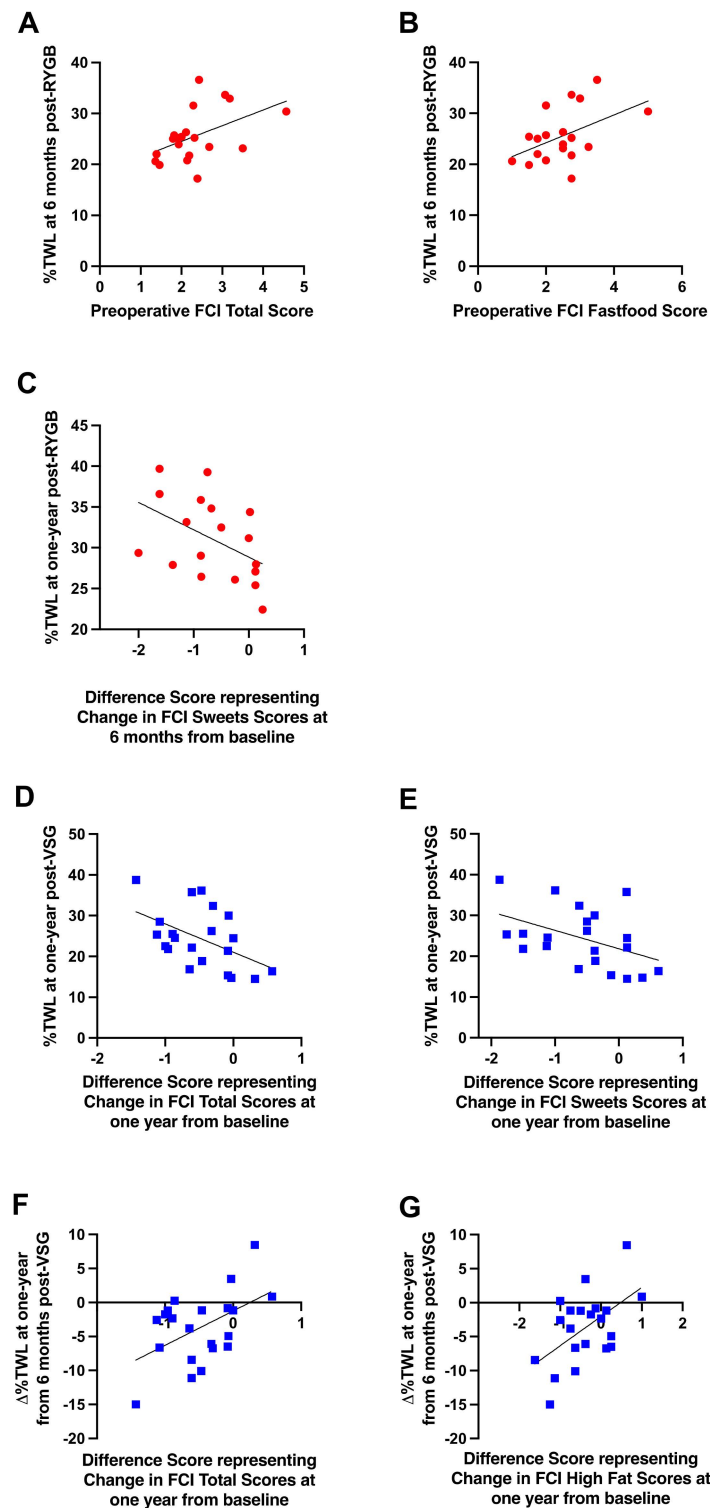 A
%TWL at 6 months post-RYGB
40
30
20
10
0
0 1 2 3 4 5
Preoperative FCI Total Score
B
%TWL at 6 months post-RYGB
40
30
20
10
0
0 2 4 6
Preoperative FCI Fastfood Score
C
%TWL at one-year post-RYGB
45
40
35
30
25
20
-2 -1 0 1
Difference Score representing
Change in FCI Sweets Scores at
6 months from baseline
D
%TWL at one-year post-VSG
50
40
30
20
10
0
-2 -1 0 1
Difference Score representing
Change in FCI Total Scores at
one year from baseline
E
%TWL at one-year post-VSG
50
40
30
20
10
0
-2 -1 0 1
Difference Score representing
Change in FCI Sweets Scores at
one year from baseline
F
Δ%TWL at one-year
from 6 months post-VSG
10
5
0
-5
-10
-15
-20
-2 -1 0 1
Difference Score representing
Change in FCI Total Scores at
one year from baseline
G
Δ%TWL at one-year
from 6 months post-VSG
10
5
0
-5
-10
-15
-20
-2 -1 0 1 2
Difference Score representing
Change in FCI High Fat Scores at
one year from baseline